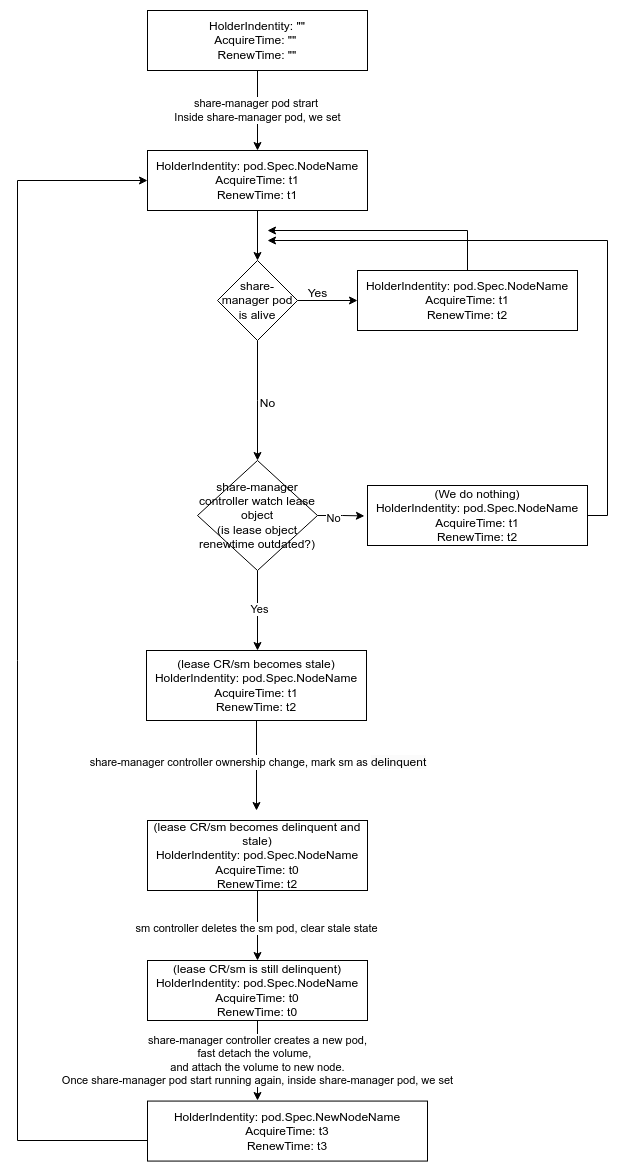 HolderIndentity: ""
AcquireTime: ""
RenewTime: ""
share-manager pod strart
Inside share-manager pod, we set
HolderIndentity: pod.Spec.NodeName
AcquireTime: t1
RenewTime: t1
share-
manager pod
is alive
Yes
HolderIndentity: pod.Spec.NodeName
AcquireTime: t1
RenewTime: t2
No
share-manager
controller watch lease
object
(is lease object
renewtime outdated?)
No
(We do nothing)
HolderIndentity: pod.Spec.NodeName
AcquireTime: t1
RenewTime: t2
Yes
(lease CR/sm becomes stale)
HolderIndentity: pod.Spec.NodeName
AcquireTime: t1
RenewTime: t2
share-manager controller ownership change, mark sm as delinquent
(lease CR/sm becomes delinquent and
stale)
HolderIndentity: pod.Spec.NodeName
AcquireTime: t0
RenewTime: t2
sm controller deletes the sm pod, clear stale state
(lease CR/sm is still delinquent)
HolderIndentity: pod.Spec.NodeName
AcquireTime: t0
RenewTime: t0
share-manager controller creates a new pod,
fast detach the volume,
and attach the volume to new node.
Once share-manager pod start running again, inside share-manager pod, we set
HolderIndentity: pod.Spec.NewNodeName
AcquireTime: t3
RenewTime: t3